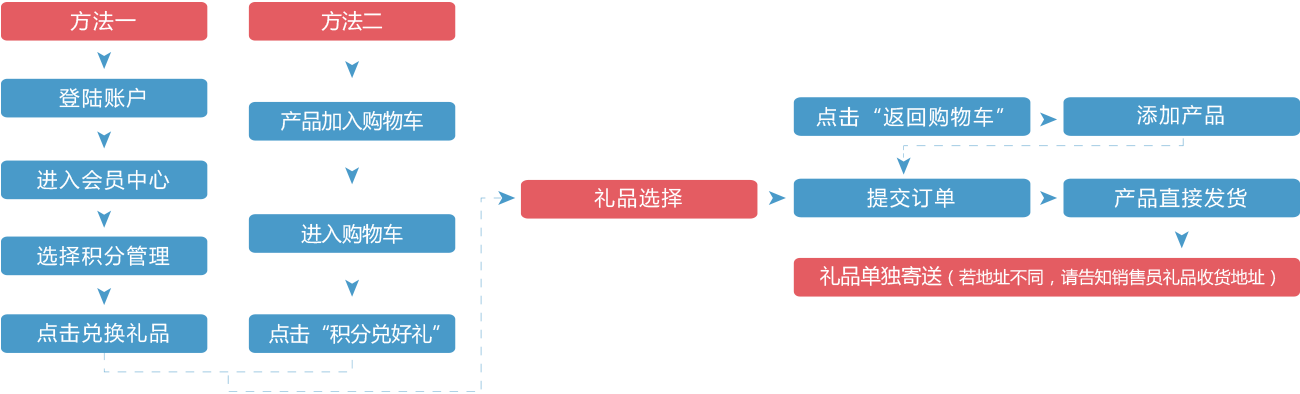 方法一
登陆账户
进入会员中心
选择积分管理
点击兑换礼品
方法二
产品加入购物车
进入购物车
点击“积分兑好礼”
礼品选择
点击“返回购物车”
添加产品
提交订单
产品直接发货
礼品单独寄送（若地址不同，请告知销售员礼品收货地址）